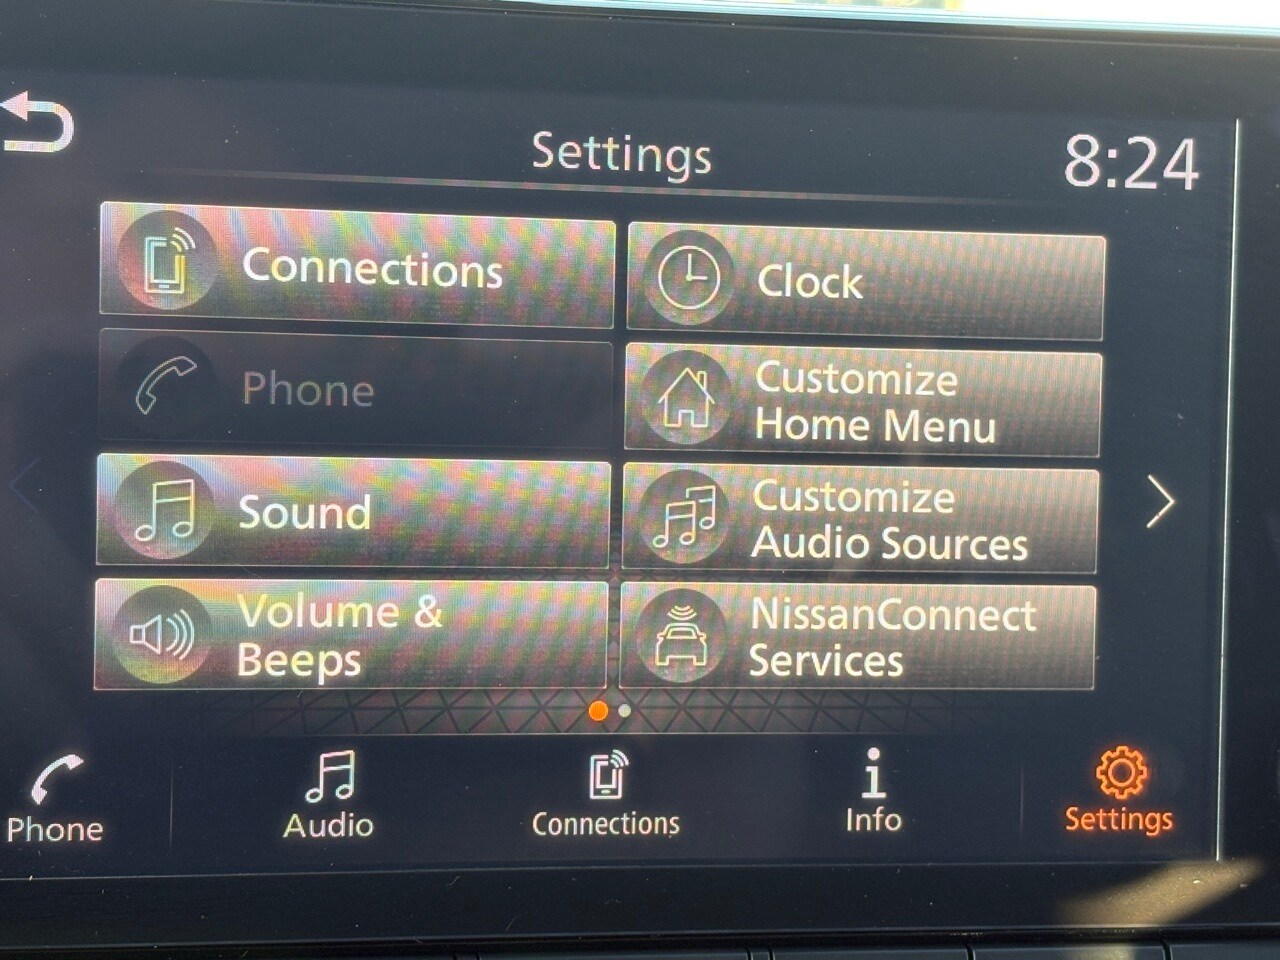 Settings
8:24
Connections
Clock
Phone
Customize
Home Menu
Sound
Customize
Audio Sources
Volume &
Beeps
NissanConnect
Services
Phone
Audio
Connections
Info
Settings